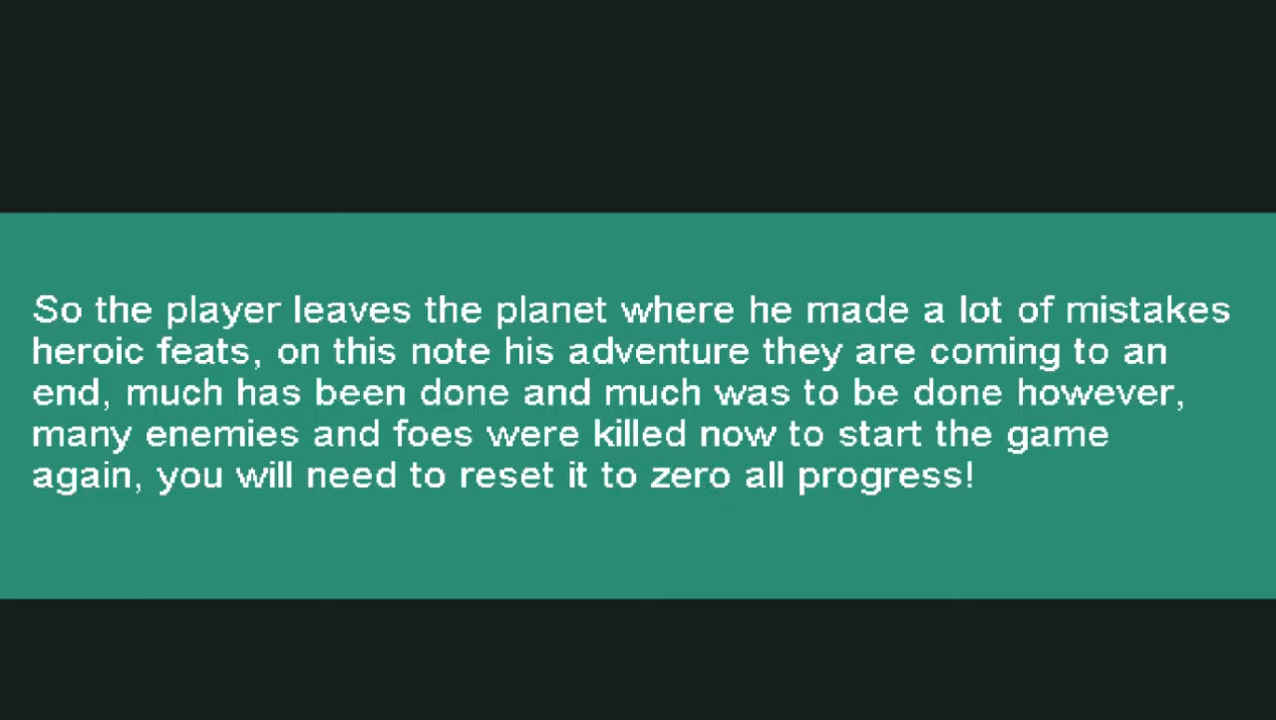 So the player leaves the planet where he made a lot of mistakes
heroic feats, on this note his adventure they are coming to an
end, much has been done and much was to be done however,
many enemies and foes were killed now to start the game
again, you will need to reset it to zero all progress!